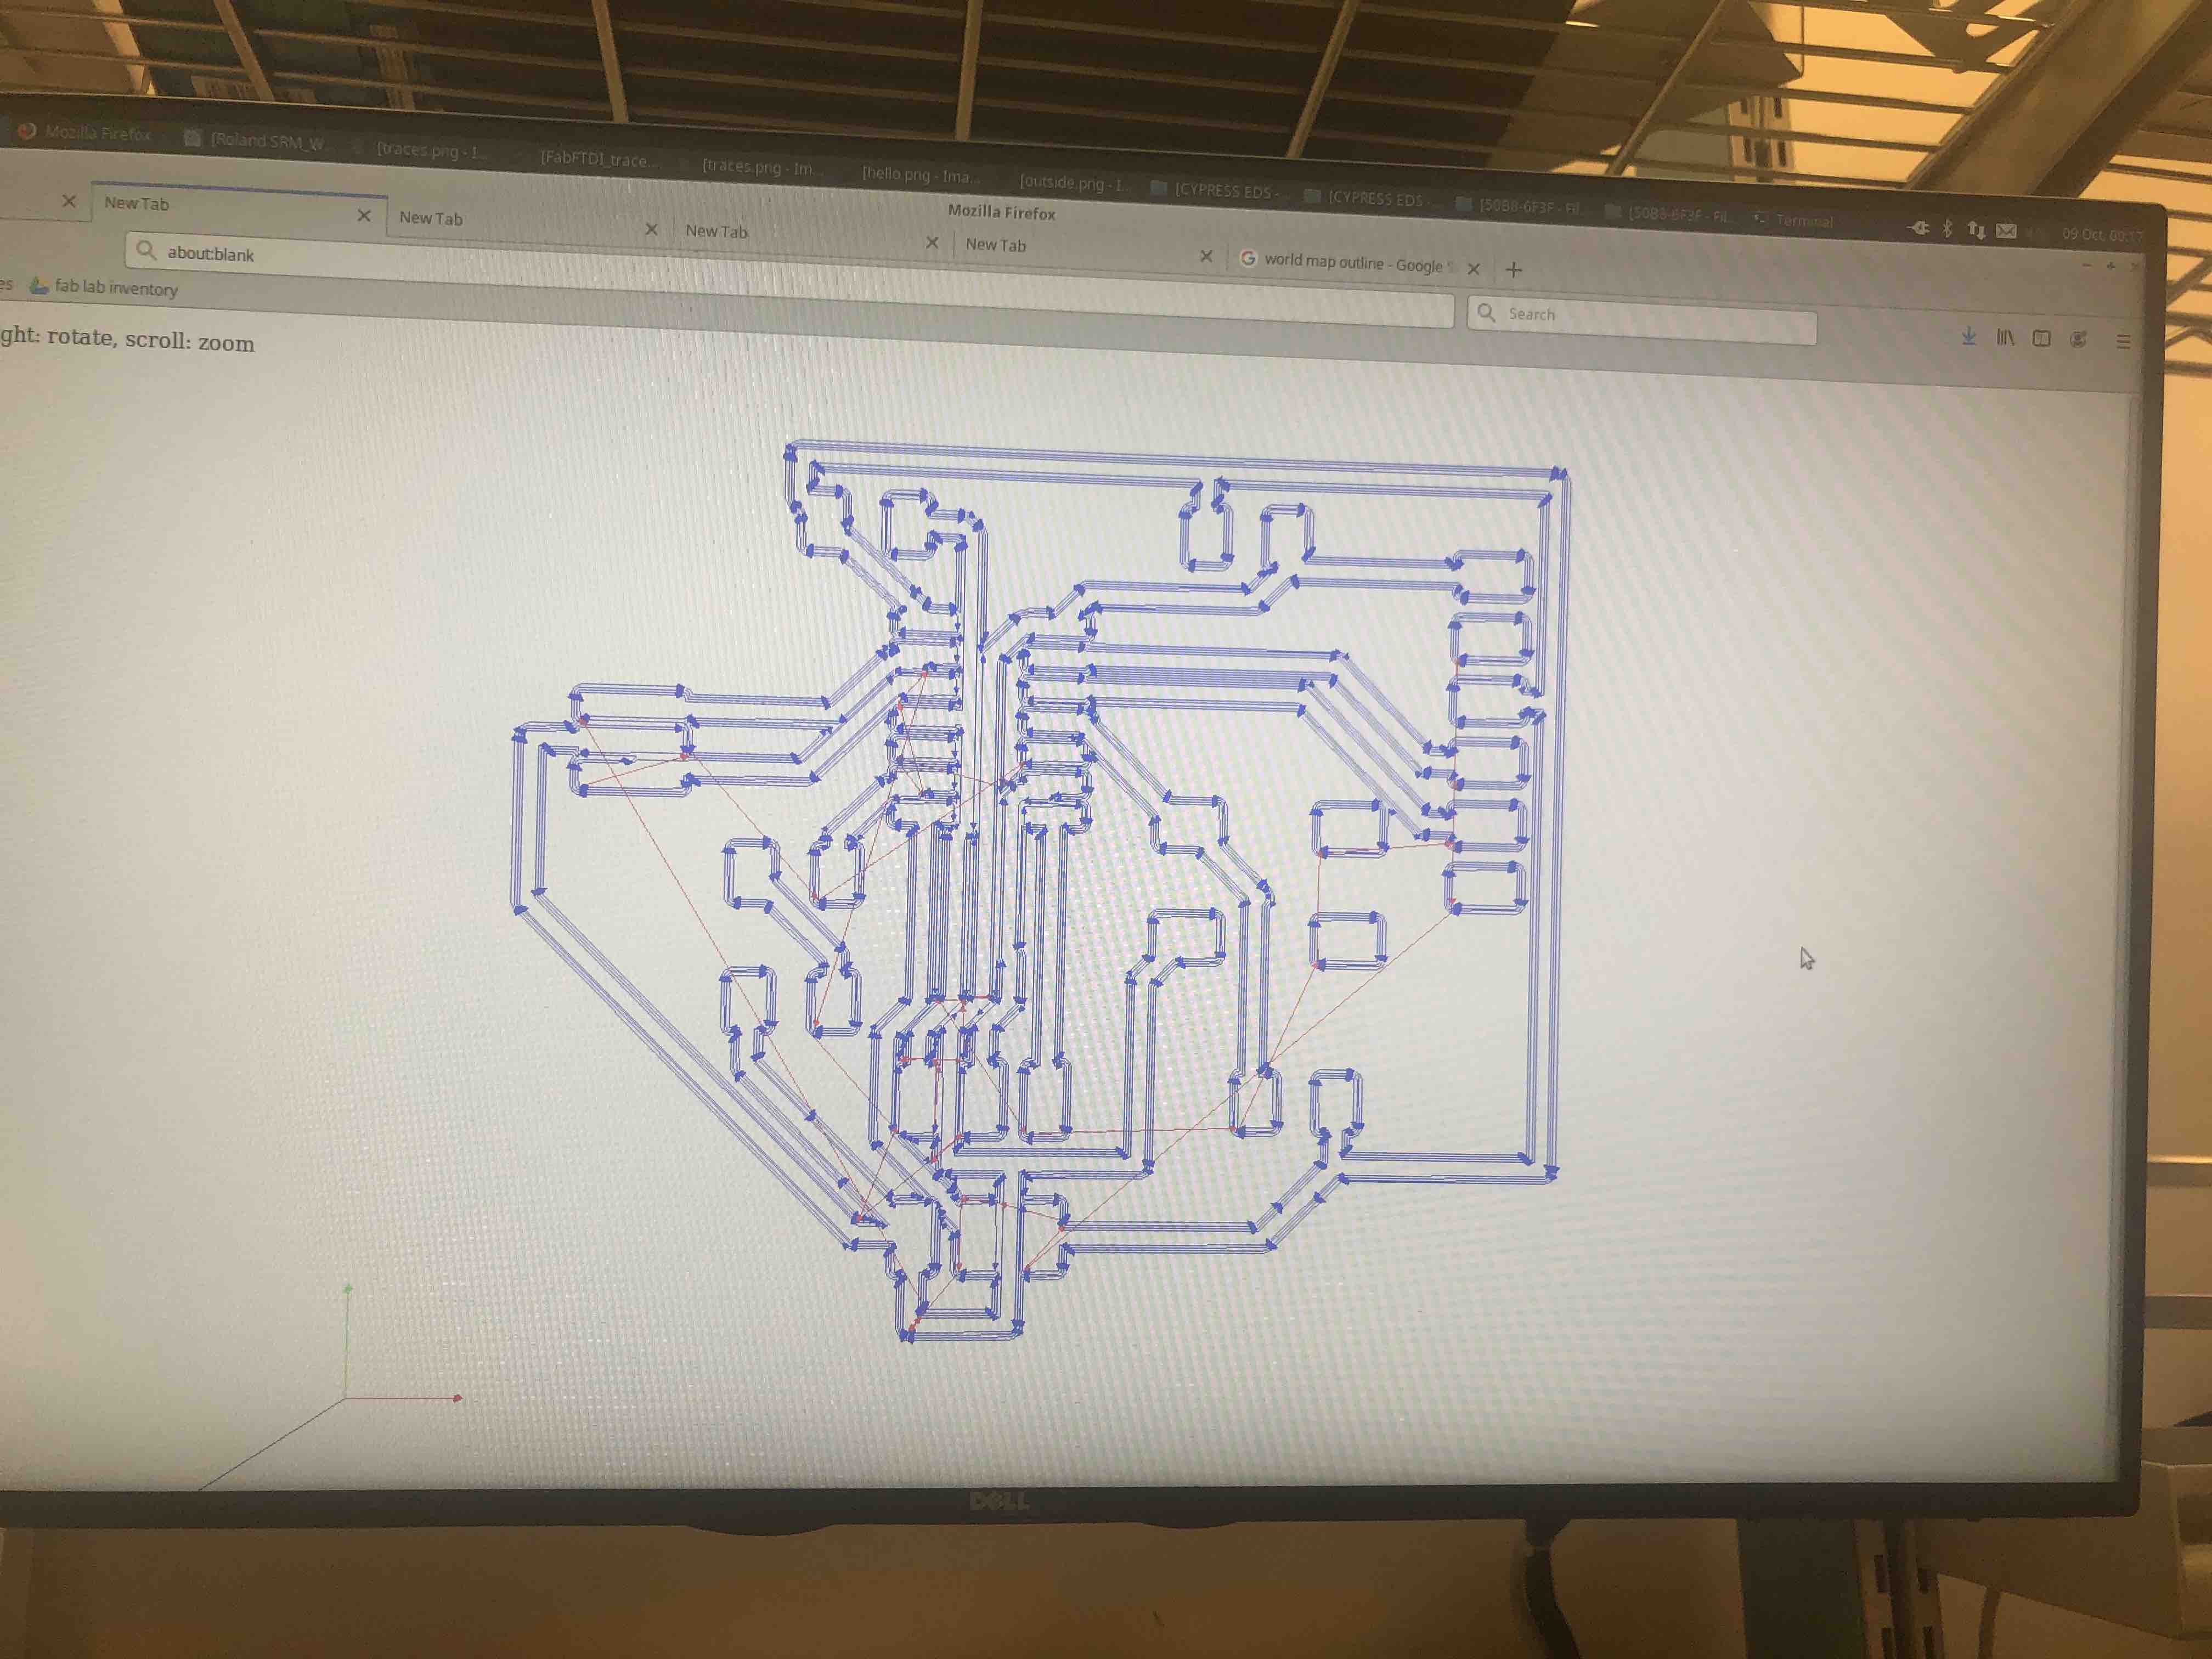 Mozilla Firefox
[Roland SRM_W...
[traces.png - I...
[FabFTDI_trace...
[traces.png - Im...
[hello.png - Ima...
[outside.png - I...
[CYPRESS EDS -...
[CYPRESS EDS -...
[50B8-6F3F - Fil...
[50B8-6F3F - Fil...
Terminal
09 Oct, 00:17
Mozilla Firefox
New Tab
New Tab
New Tab
New Tab
world map outline - Google
about:blank
Search
es
fab lab inventory
ght: rotate, scroll: zoom
DELL